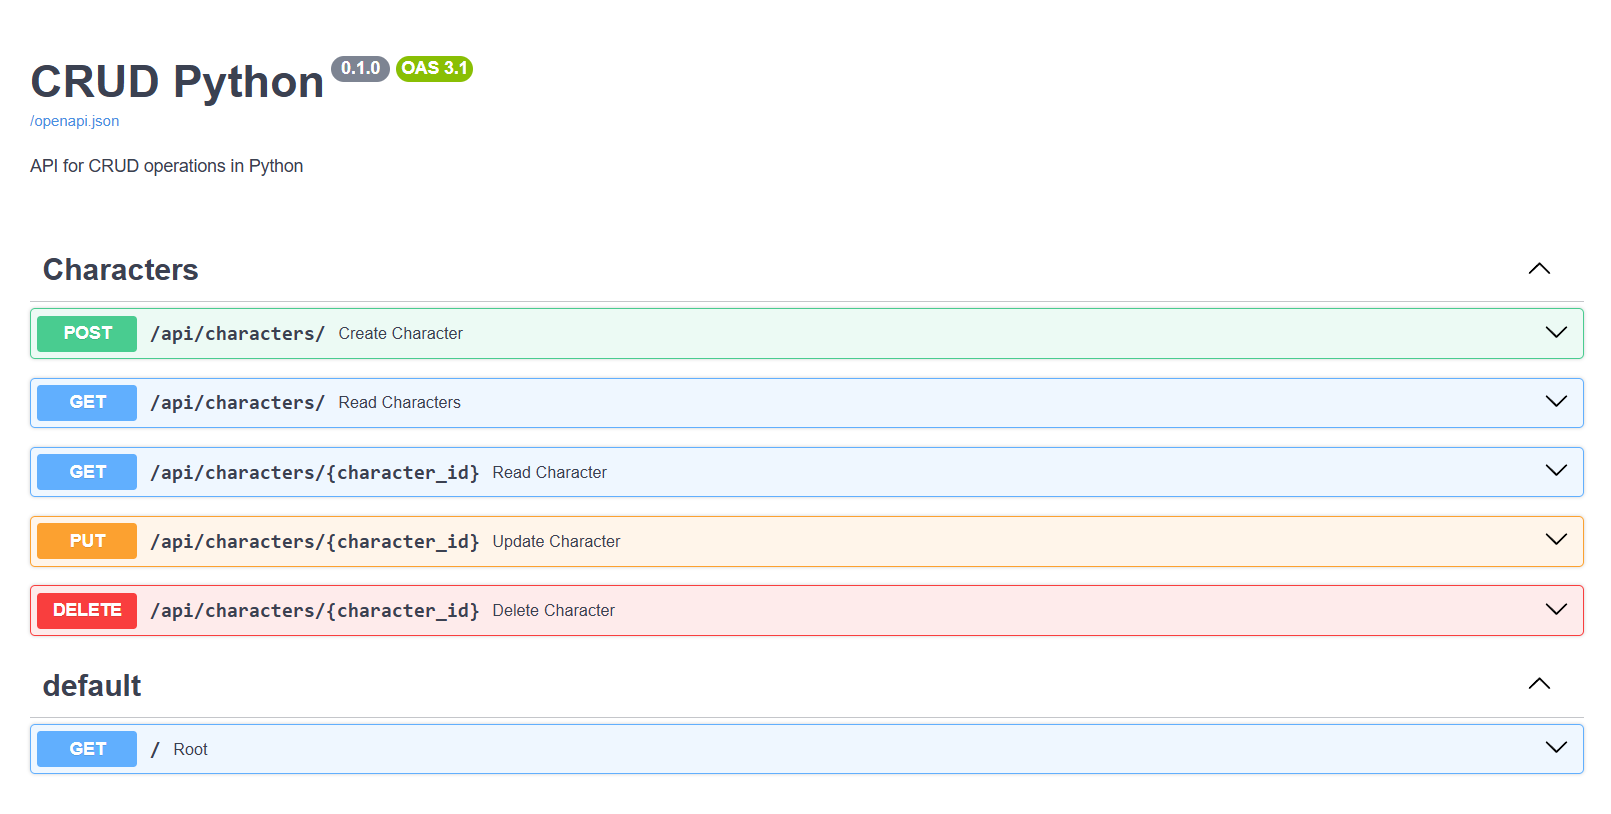 CRUD Python 0.1.0 OAS 3.1
/openapi.json
API for CRUD operations in Python
Characters
POST /api/characters/ Create Character
GET /api/characters/ Read Characters
GET /api/characters/{character_id} Read Character
PUT /api/characters/{character_id} Update Character
DELETE /api/characters/{character_id} Delete Character
default
GET / Root